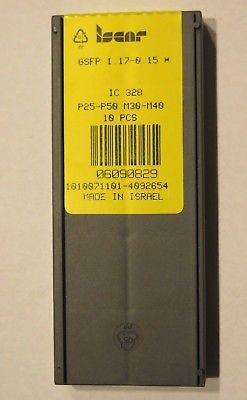 Iscar
GSFP 1.17-0.15 *
IC 328
P25-P50 M30-M40
10 PCS
06090829
1010071101-4092654
MADE IN ISRAEL